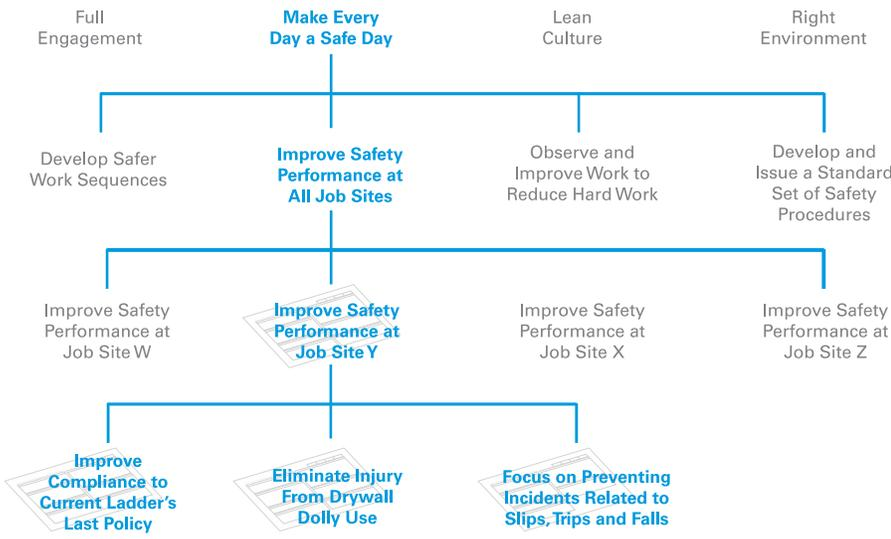 Full
Engagement
Make Every
Day a Safe Day
Lean
Culture
Right
Environment
Develop Safer
Work Sequences
Improve Safety
Performance at
All Job Sites
Observe and
Improve Work to
Reduce Hard Work
Develop and
Issue a Standard
Set of Safety
Procedures
Improve Safety
Performance at
Job Site W
Improve Safety
Performance at
Job Site Y
Improve Safety
Performance at
Job Site X
Improve Safety
Performance at
Job Site Z
Improve
Compliance to
Current Ladder's
Last Policy
Eliminate Injury
From Drywall
Dolly Use
Focus on Preventing
Incidents Related to
Slips, Trips and Falls